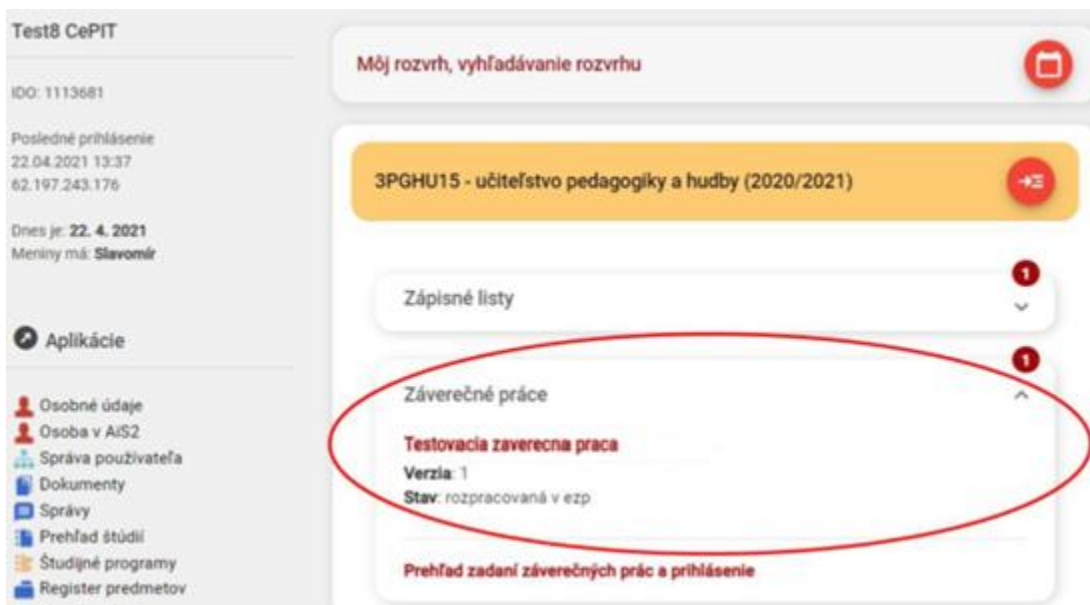 Test8 CePIT
IDO: 1113681
Posledné prihlásenie
22.04.2021 13:37
62.197.243.176
Dnes je: 22. 4. 2021
Meniny má: Slavomír
Aplikácie
Osobné údaje
Osoba v AiS2
Správa používateľa
Dokumenty
Správy
Prehľad štúdií
Študijné programy
Register predmetov
Môj rozvrh, vyhľadávanie rozvrhu
3PGHU15 - učiteľstvo pedagogiky a hudby (2020/2021)
1
Zápisné listy
1
Záverečné práce
Testovacia zaverecna praca
Verzia: 1
Stav: rozpracovaná v ezp
Prehľad zadaní záverečných prác a prihlásenie